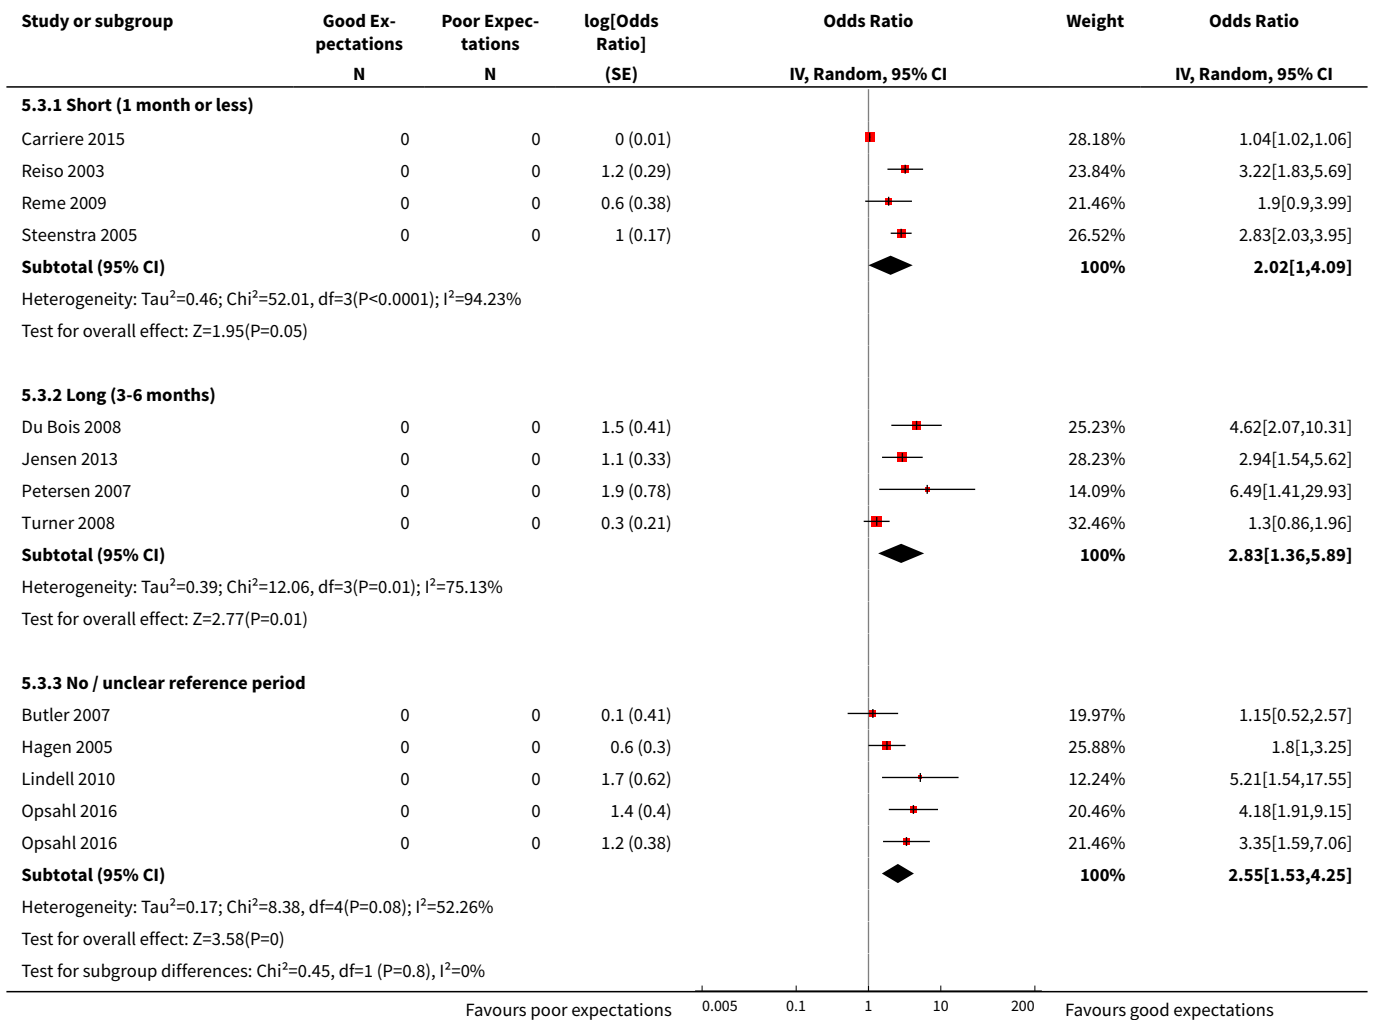 Study or subgroup Good Ex- Poor Expec- log[Odds Odds Ratio Weight Odds Ratio
pectations tations Ratio]
N N (SE) IV, Random, 95% CI IV, Random, 95% CI
5.3.1 Short (1 month or less)
Carriere 2015 0 0 0 (0.01) 28.18% 1.04[1.02,1.06]
Reiso 2003 0 0 1.2 (0.29) 23.84% 3.22[1.83,5.69]
Reme 2009 0 0 0.6 (0.38) 21.46% 1.9[0.9,3.99]
Steenstra 2005 0 0 1 (0.17) 26.52% 2.83[2.03,3.95]
Subtotal (95% CI) 100% 2.02[1,4.09]
Heterogeneity: Tau²=0.46; Chi²=52.01, df=3(P<0.0001); I²=94.23%
Test for overall effect: Z=1.95(P=0.05)
5.3.2 Long (3-6 months)
Du Bois 2008 0 0 1.5 (0.41) 25.23% 4.62[2.07,10.31]
Jensen 2013 0 0 1.1 (0.33) 28.23% 2.94[1.54,5.62]
Petersen 2007 0 0 1.9 (0.78) 14.09% 6.49[1.41,29.93]
Turner 2008 0 0 0.3 (0.21) 32.46% 1.3[0.86,1.96]
Subtotal (95% CI) 100% 2.83[1.36,5.89]
Heterogeneity: Tau²=0.39; Chi²=12.06, df=3(P=0.01); I²=75.13%
Test for overall effect: Z=2.77(P=0.01)
5.3.3 No / unclear reference period
Butler 2007 0 0 0.1 (0.41) 19.97% 1.15[0.52,2.57]
Hagen 2005 0 0 0.6 (0.3) 25.88% 1.8[1,3.25]
Lindell 2010 0 0 1.7 (0.62) 12.24% 5.21[1.54,17.55]
Opsahl 2016 0 0 1.4 (0.4) 20.46% 4.18[1.91,9.15]
Opsahl 2016 0 0 1.2 (0.38) 21.46% 3.35[1.59,7.06]
Subtotal (95% CI) 100% 2.55[1.53,4.25]
Heterogeneity: Tau²=0.17; Chi²=8.38, df=4(P=0.08); I²=52.26%
Test for overall effect: Z=3.58(P=0)
Test for subgroup differences: Chi²=0.45, df=1 (P=0.8), I²=0%
Favours poor expectations 0.005 0.1 1 10 200 Favours good expectations